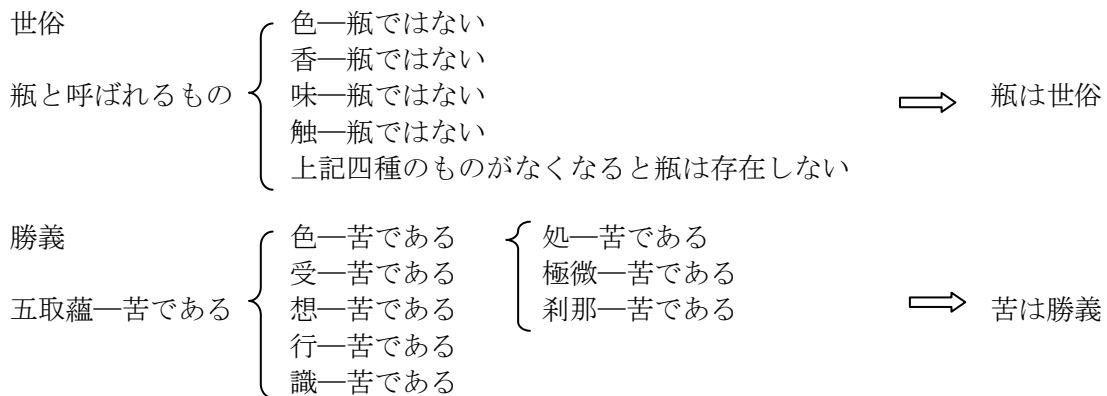 世俗
色―瓶ではない
香―瓶ではない
瓶と呼ばれるもの 味―瓶ではない 瓶は世俗
触―瓶ではない
上記四種のものがなくなると瓶は存在しない
勝義 色―苦である 処―苦である
受―苦である 極微―苦である
五取蘊―苦である 想―苦である 刹那―苦である 苦は勝義
行―苦である
識―苦である